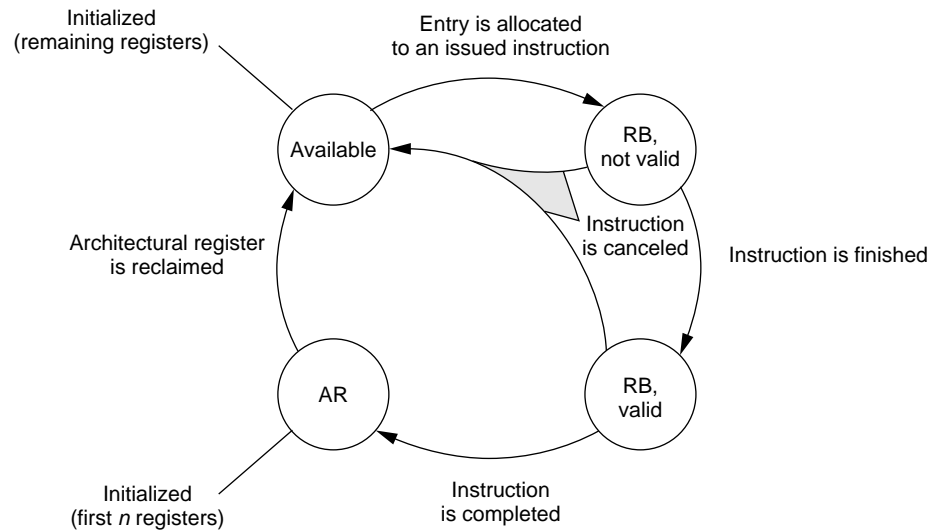 Initialized
(remaining registers)
Entry is allocated
to an issued instruction
Available
RB,
not valid
Instruction
is canceled
Architectural register
is reclaimed
Instruction is finished
AR
RB,
valid
Initialized
(first n registers)
Instruction
is completed